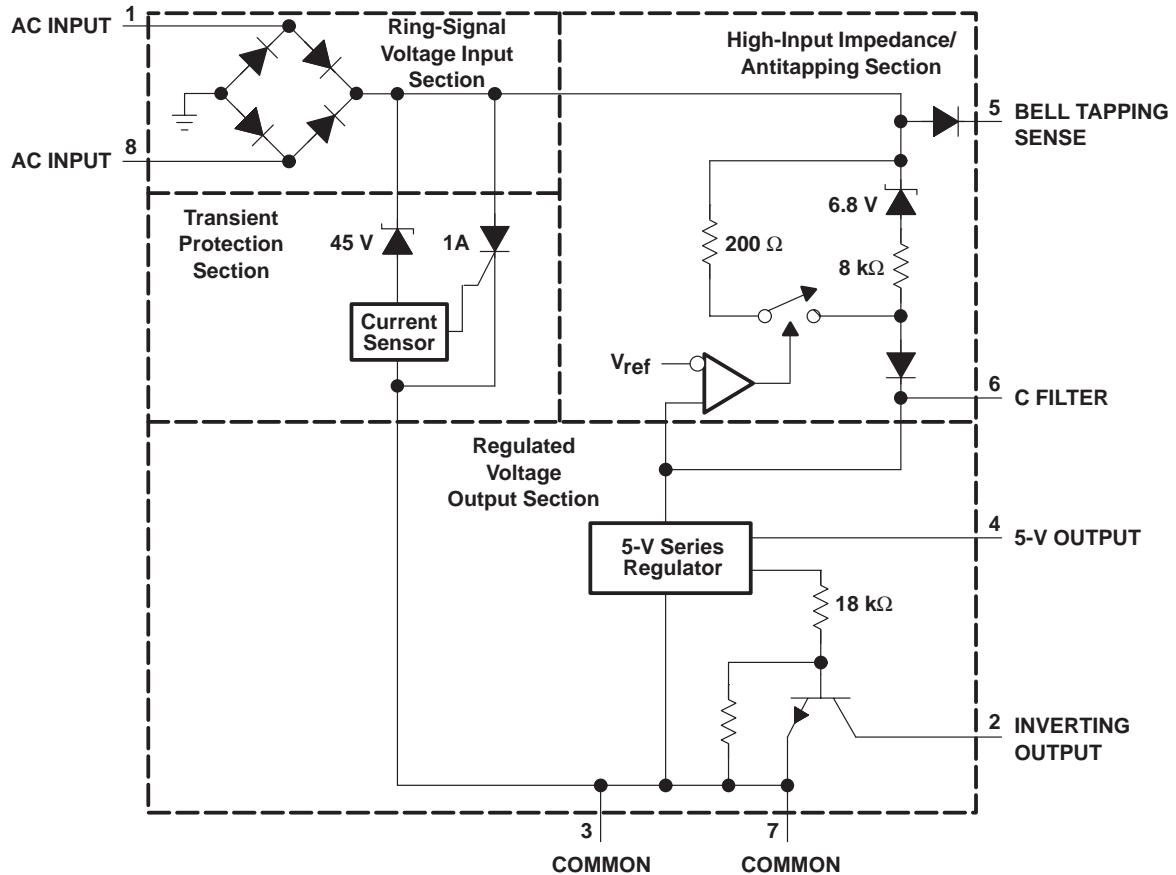 AC INPUT
1
Ring-Signal
Voltage Input
Section
High-Input Impedance/
Antitapping Section
5
BELL TAPPING
SENSE
AC INPUT
8
Transient
Protection
Section
45 V
1A
Current
Sensor
200 Ω
6.8 V
8 kΩ
Vref
6
C FILTER
Regulated
Voltage
Output Section
5-V Series
Regulator
4
5-V OUTPUT
18 kΩ
2
INVERTING
OUTPUT
3
COMMON
7
COMMON